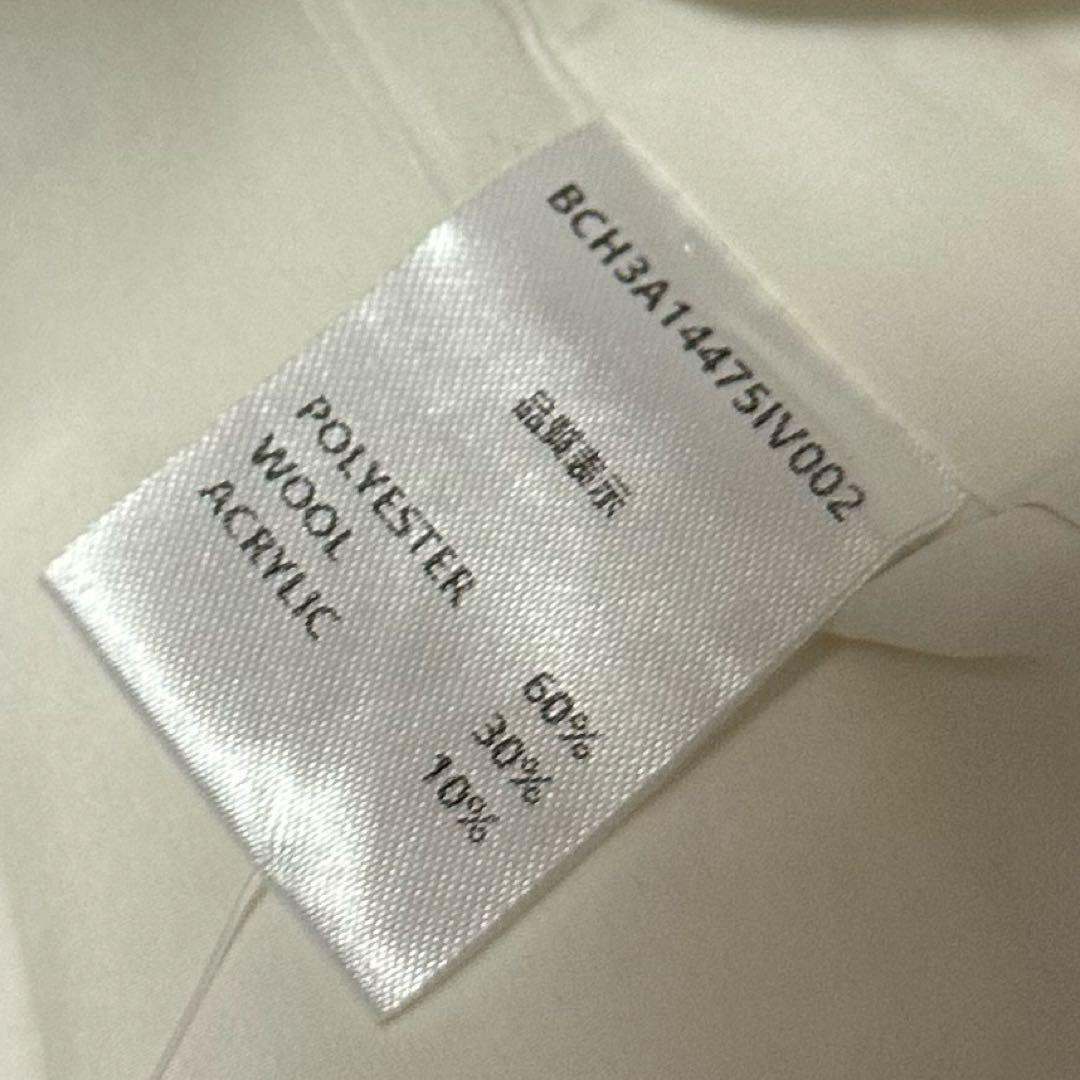 BCH3A14475IV002
品質表示
POLYESTER 60%
WOOL 30%
ACRYLIC 10%